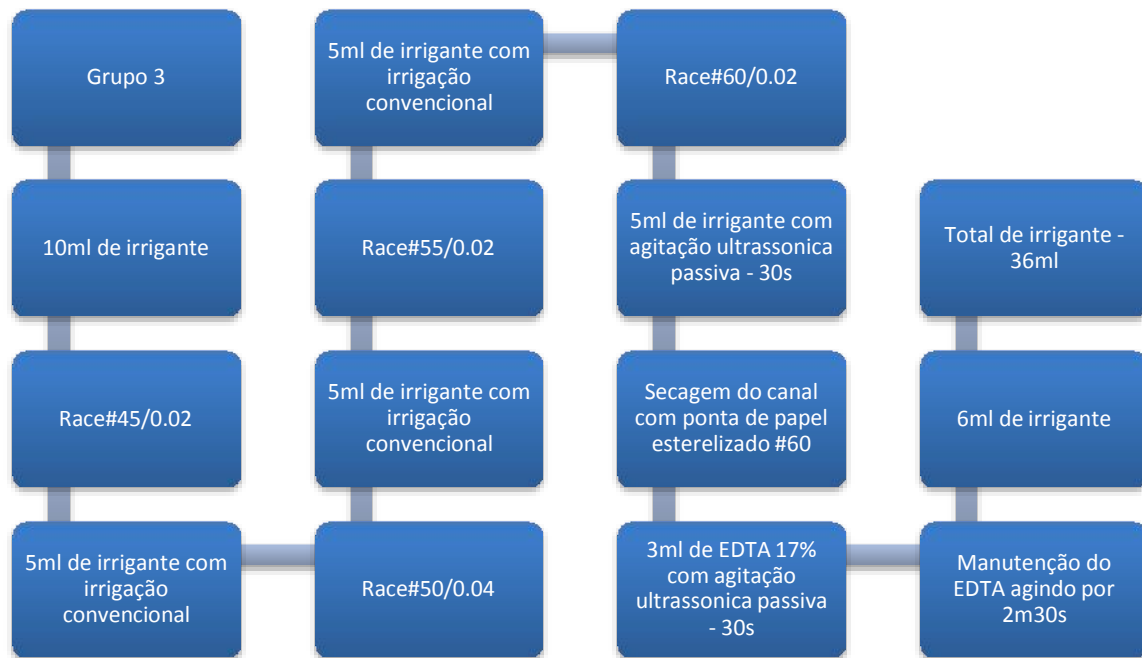 Grupo 3
10ml de irrigante
Race#45/0.02
5ml de irrigante com
irrigação
convencional
Race#50/0.04
5ml de irrigante com
irrigação
convencional
Race#55/0.02
5ml de irrigante com
irrigação
convencional
Race#60/0.02
5ml de irrigante com
agitação ultrassonica
passiva - 30s
Secagem do canal
com ponta de papel
esterelizado #60
3ml de EDTA 17%
com agitação
ultrassonica passiva
- 30s
Manutenção do
EDTA agindo por
2m30s
6ml de irrigante
Total de irrigante -
36ml